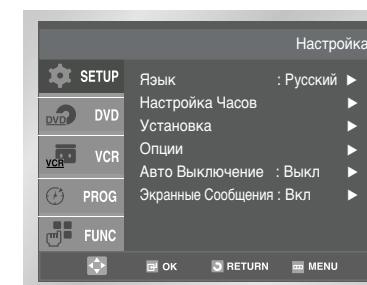 Настройка
SETUP
DVD DVD
VCR VCR
PROG
FUNC
Язык : Русский ►
Настройка Часов ►
Установка ►
Опции ►
Авто Выключение : Выкл ►
Экранные Сообщения : Вкл ►
OK RETURN MENU